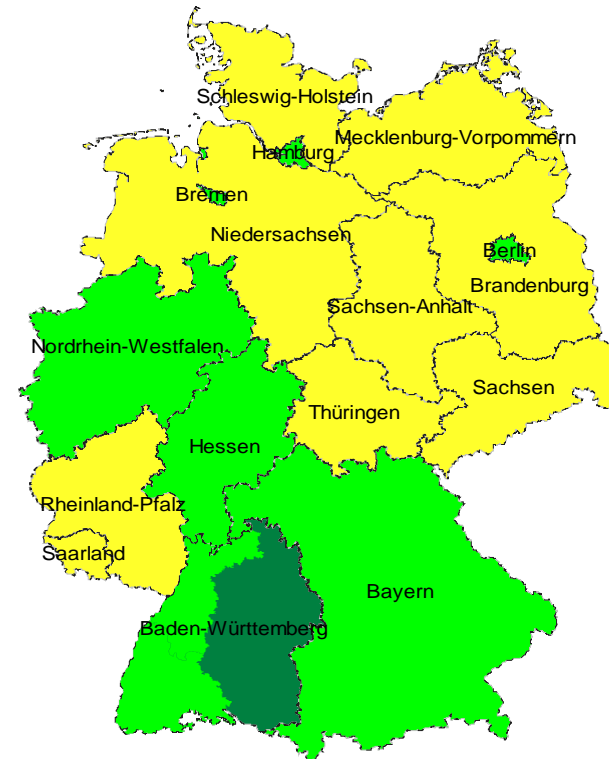 Schleswig-Holstein
Mecklenburg-Vorpommern
Hamburg
Bremen
Niedersachsen
Berlin
Brandenburg
Sachsen-Anhalt
Nordrhein-Westfalen
Sachsen
Thüringen
Hessen
Rheinland-Pfalz
Saarland
Bayern
Baden-Württemberg